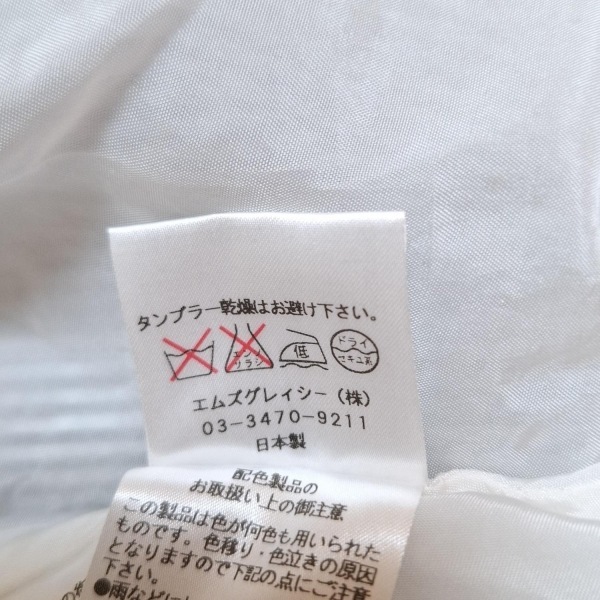 タンブラー乾燥はお避け下さい。
エンソ サラシ 低 ドライ セキユ系
エムズグレイシー(株)
03-3470-9211
日本製
配色製品の
お取扱い上の御注意
この製品は色が何色も用いられた
ものです。色移り・色泣きの原因
となりますので下記の点にご注意
下さい。
●雨などに